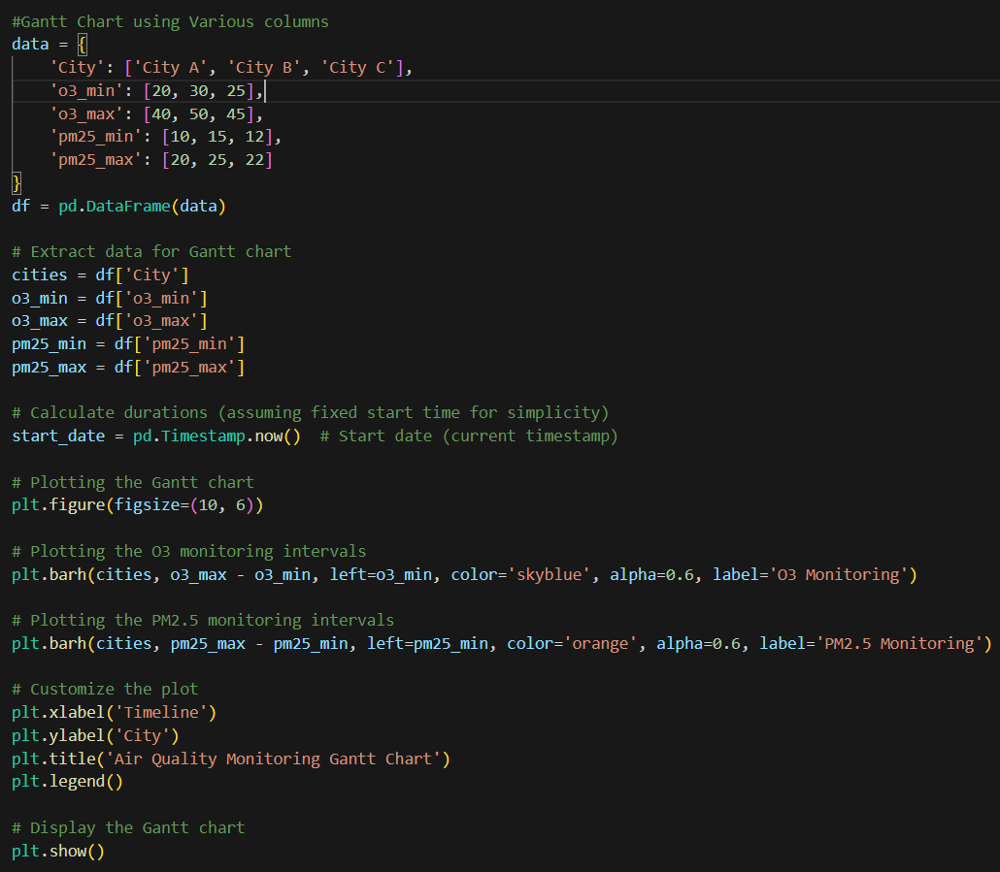 #Gantt Chart using Various columns
data = {
    'City': ['City A', 'City B', 'City C'],
    'o3_min': [20, 30, 25],
    'o3_max': [40, 50, 45],
    'pm25_min': [10, 15, 12],
    'pm25_max': [20, 25, 22]
}
df = pd.DataFrame(data)

# Extract data for Gantt chart
cities = df['City']
o3_min = df['o3_min']
o3_max = df['o3_max']
pm25_min = df['pm25_min']
pm25_max = df['pm25_max']

# Calculate durations (assuming fixed start time for simplicity)
start_date = pd.Timestamp.now()  # Start date (current timestamp)

# Plotting the Gantt chart
plt.figure(figsize=(10, 6))

# Plotting the O3 monitoring intervals
plt.barh(cities, o3_max - o3_min, left=o3_min, color='skyblue', alpha=0.6, label='O3 Monitoring')

# Plotting the PM2.5 monitoring intervals
plt.barh(cities, pm25_max - pm25_min, left=pm25_min, color='orange', alpha=0.6, label='PM2.5 Monitoring')

# Customize the plot
plt.xlabel('Timeline')
plt.ylabel('City')
plt.title('Air Quality Monitoring Gantt Chart')
plt.legend()

# Display the Gantt chart
plt.show()